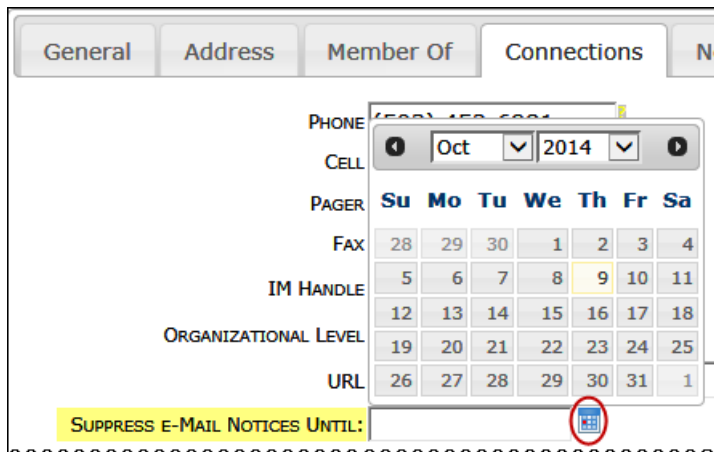 General Address Member Of Connections
PHONE
Oct 2014
CELL
PAGER Su Mo Tu We Th Fr Sa
FAX 28 29 30 1 2 3 4
IM HANDLE 5 6 7 8 9 10 11
12 13 14 15 16 17 18
ORGANIZATIONAL LEVEL 19 20 21 22 23 24 25
URL 26 27 28 29 30 31 1
SUPPRESS E-MAIL NOTICES UNTIL: